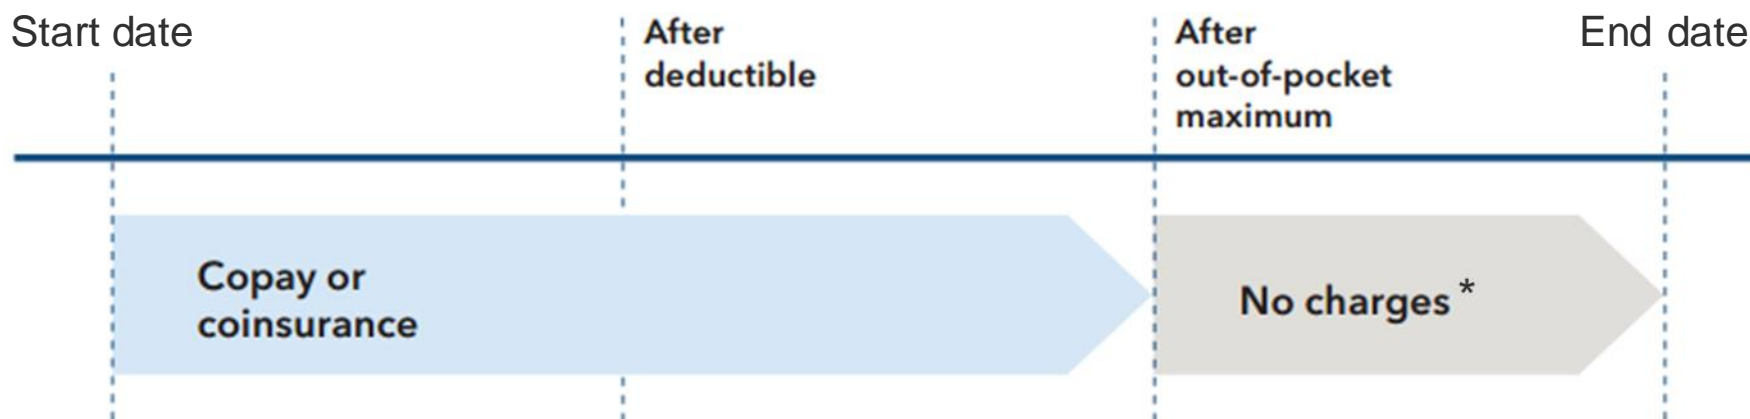 Start date
After
deductible
After
out-of-pocket
maximum
End date
Copay or
coinsurance
No charges *